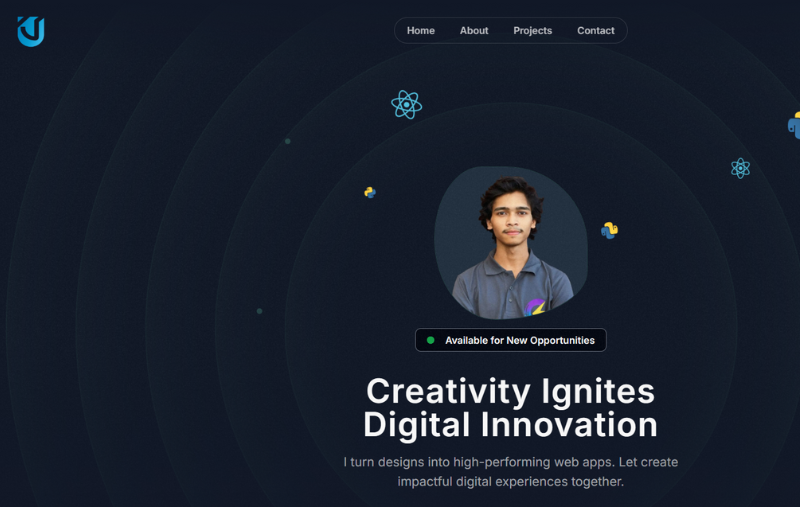 Home About Projects Contact
Available for New Opportunities
Creativity Ignites
Digital Innovation
I turn designs into high-performing web apps. Let create
impactful digital experiences together.